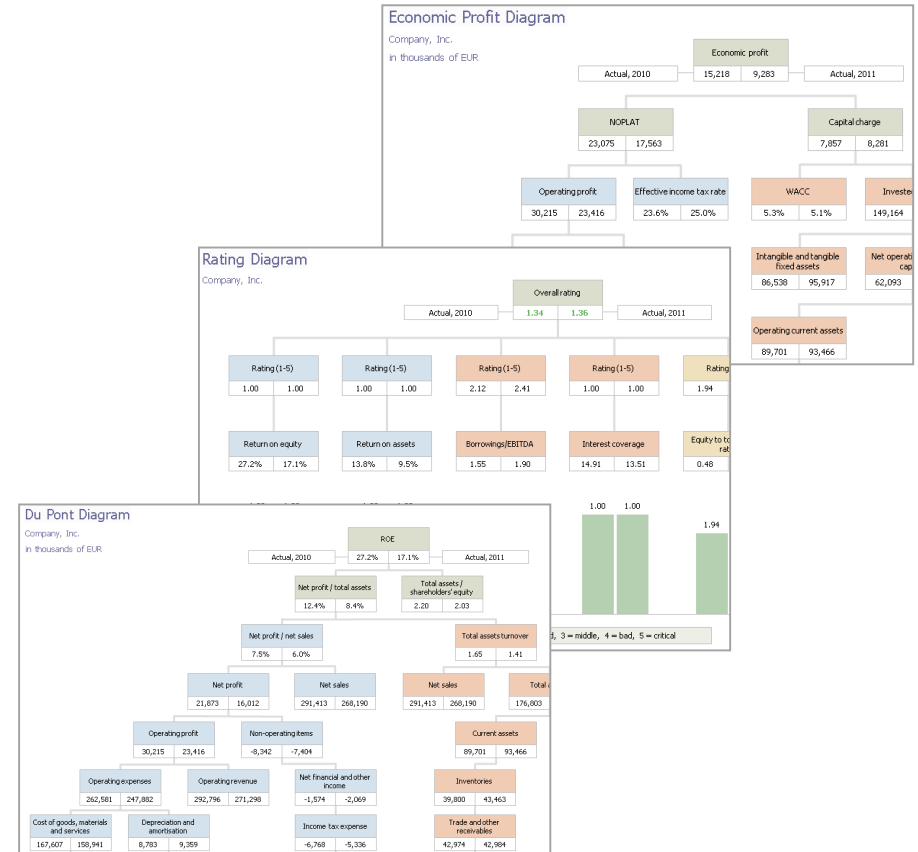 Economic Profit Diagram
Company, Inc.
in thousands of EUR
Economic profit
Actual, 2010 15,218 9,283 Actual, 2011
NOPLAT Capital charge
23,075 17,563 7,857 8,281
Operating profit Effective income tax rate WACC Invested
30,215 23,416 23.6% 25.0% 5.3% 5.1% 149,164
Intangible and tangible Net operati
fixed assets cap
86,538 95,917 62,093
Operating current assets
89,701 93,466
Rating Diagram
Company, Inc.
Overall rating
Actual, 2010 1.34 1.36 Actual, 2011
Rating (1-5) Rating (1-5) Rating (1-5) Rating (1-5) Rating
1.00 1.00 1.00 1.00 2.12 2.41 1.00 1.00 1.94
Return on equity Return on assets Borrowings/EBITDA Interest coverage Equity to to
rat
27.2% 17.1% 13.8% 9.5% 1.55 1.90 14.91 13.51 0.48
1.00 1.00
1.94
3 = middle, 4 = bad, 5 = critical
Du Pont Diagram
Company, Inc.
in thousands of EUR
ROE
Actual, 2010 27.2% 17.1% Actual, 2011
Net profit / total assets Total assets /
shareholders' equity
12.4% 8.4% 2.20 2.03
Net profit / net sales Total assets turnover
7.5% 6.0% 1.65 1.41
Net profit Net sales Net sales Total
21,873 16,012 291,413 268,190 291,413 268,190 176,803
Operating profit Non-operating items Current assets
30,215 23,416 -8,342 -7,404 89,701 93,466
Operating expenses Operating revenue Net financial and other
income Inventories
262,581 247,882 292,796 271,298 -1,574 -2,069 39,800 43,463
Cost of goods, materials
and services Depreciation and
amortisation Income tax expense Trade and other
receivables
167,607 158,941 8,783 9,359 -6,768 -5,336 42,974 42,984